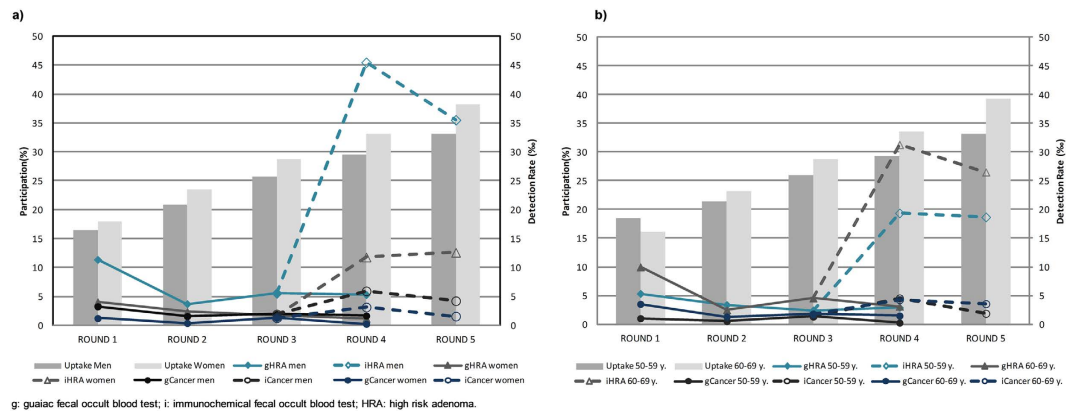 a)
50 50
45 45
40 40
35 35
30 30
25 25
20 20
15 15
10 10
5 5
0 0
Participation(%)
Detection Rate (‰)
ROUND 1 ROUND 2 ROUND 3 ROUND 4 ROUND 5
Uptake Men Uptake Women gHRA men iHRA men gHRA women
iHRA women gCancer men iCancer men gCancer women iCancer women
b)
50 50
45 45
40 40
35 35
30 30
25 25
20 20
15 15
10 10
5 5
0 0
Participation(%)
Detection Rate (‰)
ROUND 1 ROUND 2 ROUND 3 ROUND 4 ROUND 5
Uptake 50-59 y. Uptake 60-69 y. gHRA 50-59 y. iHRA 50-59 y. gHRA 60-69 y.
iHRA 60-69 y. gCancer 50-59 y. iCancer 50-59 y. gCancer 60-69 y. iCancer 60-69 y.
g: guaiac fecal occult blood test; i: immunochemical fecal occult blood test; HRA: high risk adenoma.